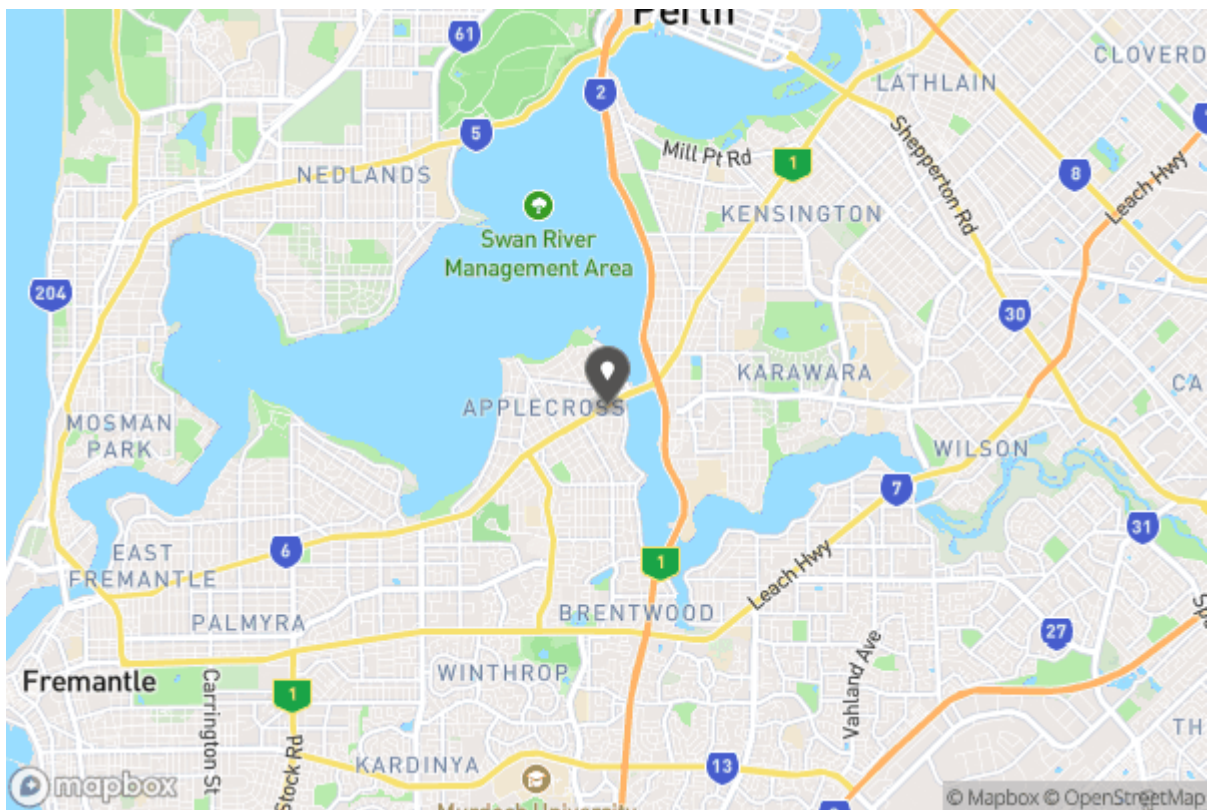 Perth
61
CLOVERD
LATHLAIN
2
5
Mill Pt Rd
1
Shepperton Rd
8
Leach Hwy
NEDLANDS
KENSINGTON
Swan River
Management Area
204
30
KARAWARA
CA
APPLECROSS
MOSMAN
PARK
WILSON
7
31
6
EAST
FREMANTLE
1
Leach Hwy
BRENTWOOD
PALMYRA
27
WINTHROP
Vahland Ave
Fremantle
Carrington St
1
Stock Rd
TH
KARDINYA
13
mapbox
Murdoch University
© Mapbox © OpenStreetMap